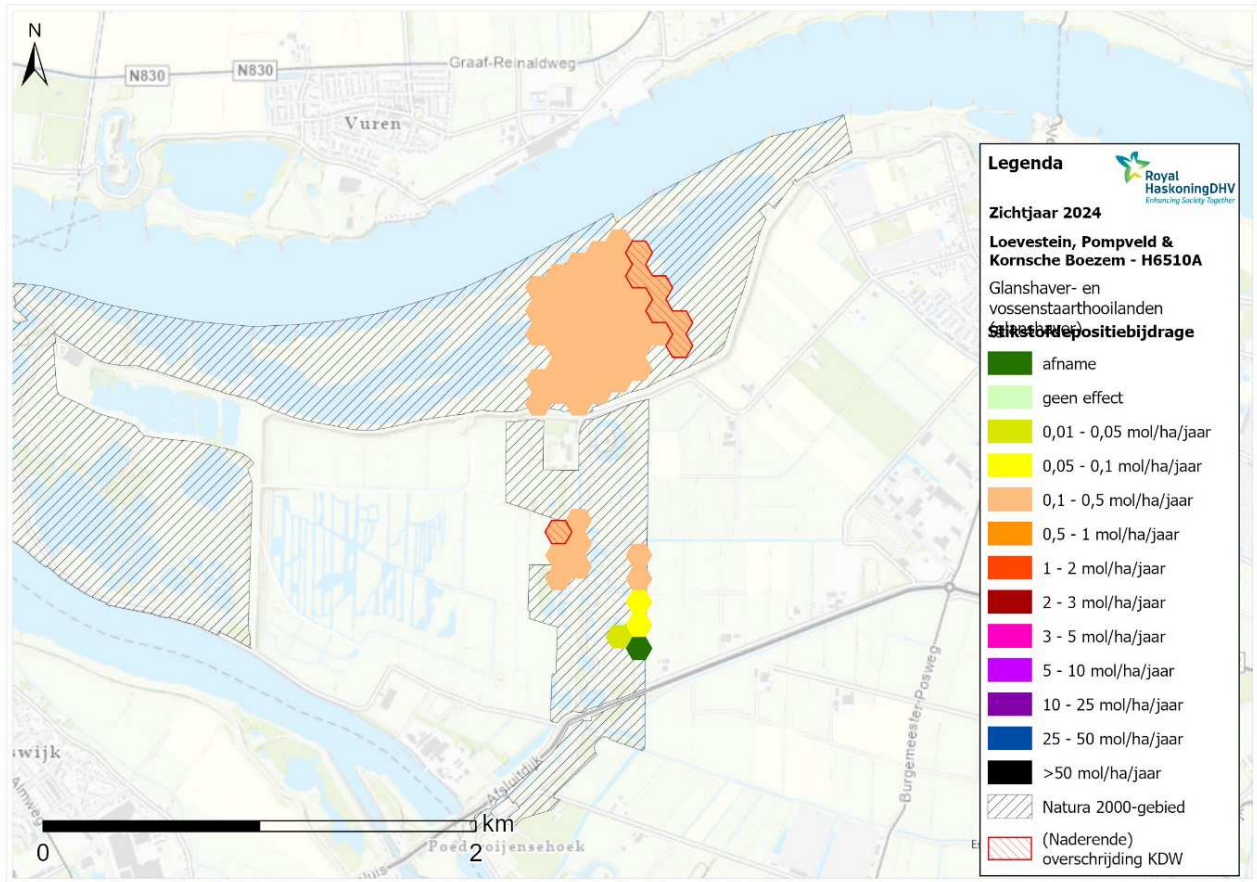 N
N830
N830
Graaf-Reinaldweg
Vuren
Legenda
Royal
HaskoningDHV
Enhancing Society Together
Zichtjaar 2024
Loevestein, Pompveld &
Kornsche Boezem - H6510A
Glanshaver- en
vossenstaarthooilanden
(glanshaver)
Stikstofdepositiebijdrage
afname
geen effect
0,01 - 0,05 mol/ha/jaar
0,05 - 0,1 mol/ha/jaar
0,1 - 0,5 mol/ha/jaar
0,5 - 1 mol/ha/jaar
1 - 2 mol/ha/jaar
2 - 3 mol/ha/jaar
3 - 5 mol/ha/jaar
5 - 10 mol/ha/jaar
10 - 25 mol/ha/jaar
25 - 50 mol/ha/jaar
>50 mol/ha/jaar
Natura 2000-gebied
(Naderende)
overschrijding KDW
Burgemeester-Posweg
Afsluitdijk
swijk
Almweg
km
0
2